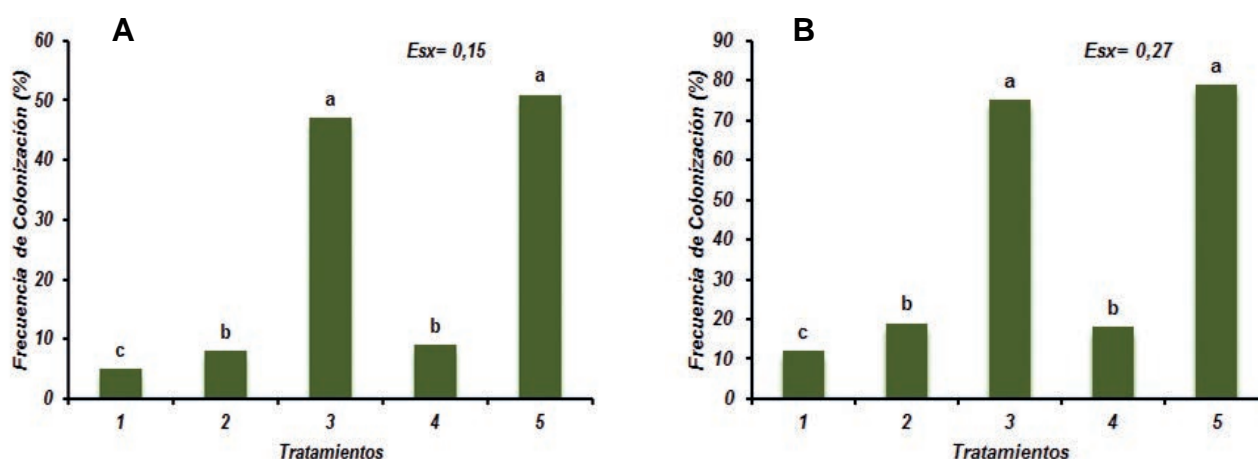 A
Esx= 0,15
Frecuencia de Colonización (%)
60
50
40
30
20
10
0
c
b
a
b
a
1 2 3 4 5
Tratamientos
B
Esx= 0,27
Frecuencia de Colonización (%)
90
80
70
60
50
40
30
20
10
0
c
b
a
b
a
1 2 3 4 5
Tratamientos